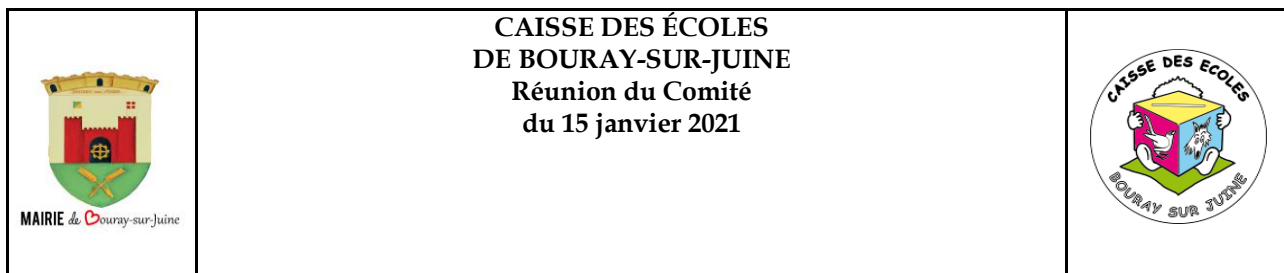 CAISSE DES ÉCOLES
DE BOURAY-SUR-JUINE
Réunion du Comité
du 15 janvier 2021
MAIRIE de Bouray-sur-Juine
CAISSE DES ECOLES
BOURAY SUR JUINE